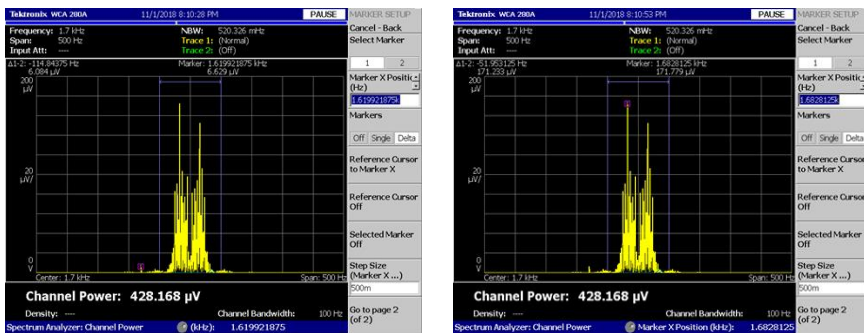 Tektronix WCA 280A 11/1/2018 8:10:28 PM PAUSE MARKER SETUP
Frequency: 1.7 kHz NBW: 520.326 mHz Cancel - Back
Span: 500 Hz Trace 1: (Normal) Select Marker
Input Att: ---- Trace 2: (Off)
1 2
Δ1-2: -114.84375 Hz Marker: 1.619921875 kHz
6.084 µV 6.629 µV
Marker X Positic
(Hz)
1.619921875k
200
µV
Markers
Off Single Delta
Reference Cursor
to Marker X
20
µV/
Reference Cursor
Off
Selected Marker
Off
0
V
Step Size
(Marker X ...)
500m
Center: 1.7 kHz Span: 500 Hz
Channel Power: 428.168 µV
Density: ---- Channel Bandwidth: 100 Hz
Go to page 2
(of 2)
Spectrum Analyzer: Channel Power (kHz): 1.619921875
Tektronix WCA 280A 11/1/2018 8:10:53 PM PAUSE MARKER SETUP
Frequency: 1.7 kHz NBW: 520.326 mHz Cancel - Back
Span: 500 Hz Trace 1: (Normal) Select Marker
Input Att: ---- Trace 2: (Off)
1 2
Δ1-2: -51.953125 Hz Marker: 1.6828125 kHz
171.233 µV 171.779 µV
Marker X Positic
(Hz)
1.6828125k
200
µV
Markers
Off Single Delta
Reference Cursor
to Marker X
20
µV/
Reference Cursor
Off
Selected Marker
Off
0
V
Step Size
(Marker X ...)
500m
Center: 1.7 kHz Span: 500 Hz
Channel Power: 428.168 µV
Density: ---- Channel Bandwidth: 100 Hz
Go to page 2
(of 2)
Spectrum Analyzer: Channel Power Marker X Position (kHz): 1.6828125